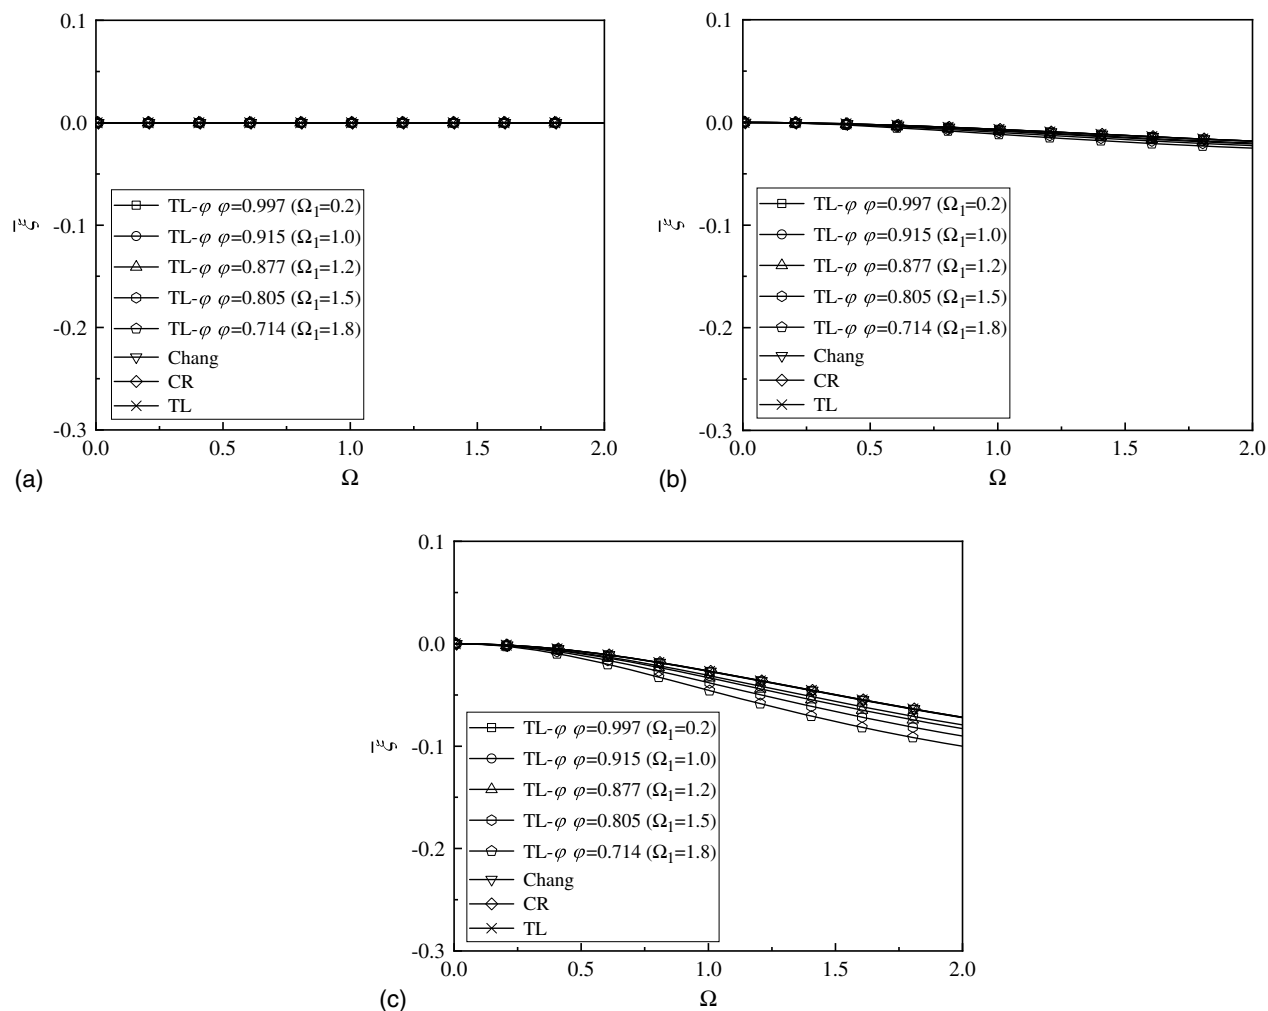 0.1
0.0
-0.1
-0.2
-0.3
ξ̅
TL-φ φ=0.997 (Ω₁=0.2)
TL-φ φ=0.915 (Ω₁=1.0)
TL-φ φ=0.877 (Ω₁=1.2)
TL-φ φ=0.805 (Ω₁=1.5)
TL-φ φ=0.714 (Ω₁=1.8)
Chang
CR
TL
0.0 0.5 1.0 1.5 2.0
(a) Ω
0.1
0.0
-0.1
-0.2
-0.3
ξ̅
TL-φ φ=0.997 (Ω₁=0.2)
TL-φ φ=0.915 (Ω₁=1.0)
TL-φ φ=0.877 (Ω₁=1.2)
TL-φ φ=0.805 (Ω₁=1.5)
TL-φ φ=0.714 (Ω₁=1.8)
Chang
CR
TL
0.0 0.5 1.0 1.5 2.0
(b) Ω
0.1
0.0
-0.1
-0.2
-0.3
ξ̅
TL-φ φ=0.997 (Ω₁=0.2)
TL-φ φ=0.915 (Ω₁=1.0)
TL-φ φ=0.877 (Ω₁=1.2)
TL-φ φ=0.805 (Ω₁=1.5)
TL-φ φ=0.714 (Ω₁=1.8)
Chang
CR
TL
0.0 0.5 1.0 1.5 2.0
(c) Ω